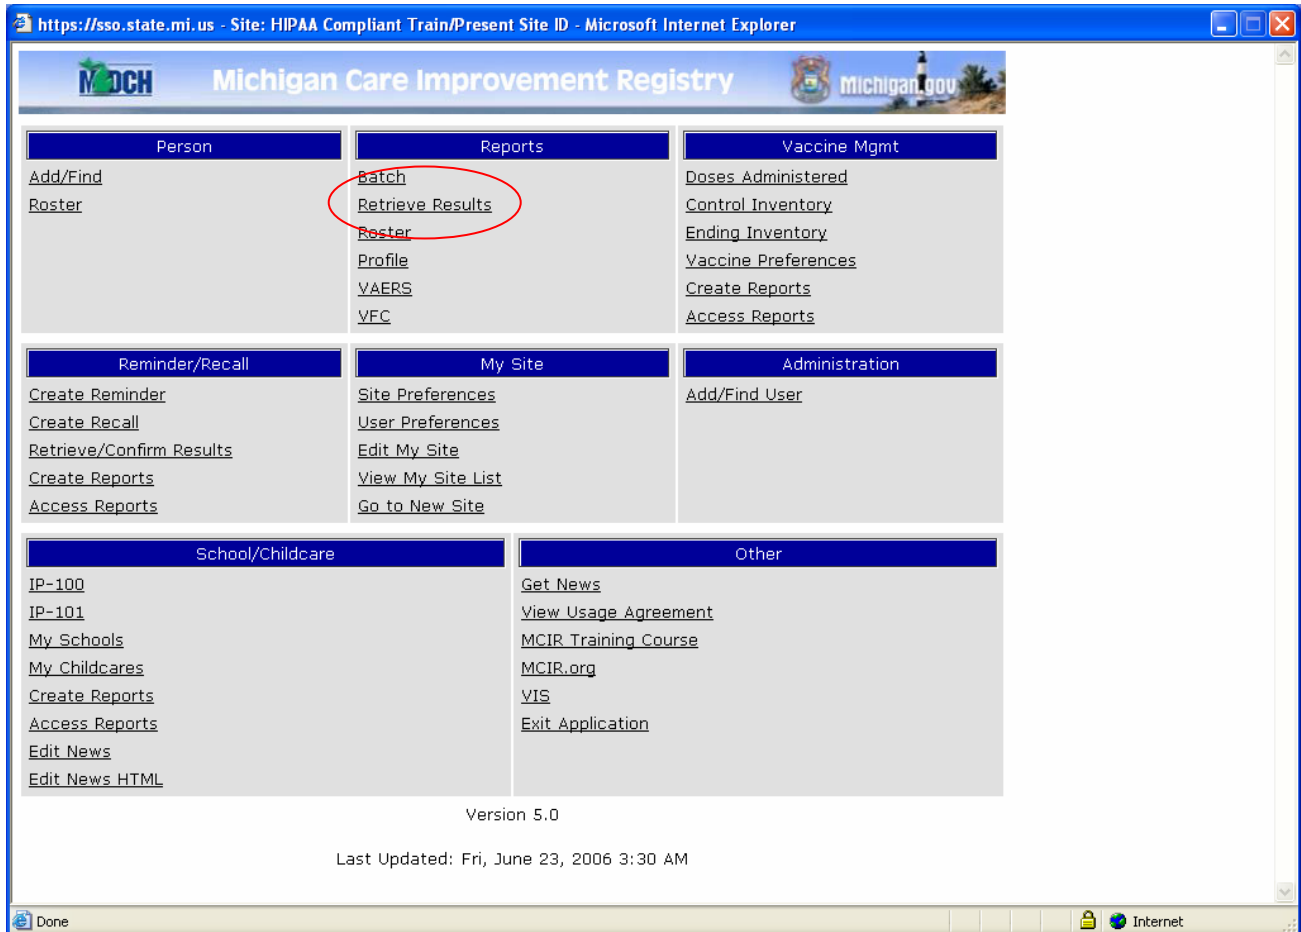 https://sso.state.mi.us - Site: HIPAA Compliant Train/Present Site ID - Microsoft Internet Explorer
MDCH Michigan Care Improvement Registry Michigan.gov
Person
Add/Find
Roster
Reports
Batch
Retrieve Results
Roster
Profile
VAERS
VFC
Vaccine Mgmt
Doses Administered
Control Inventory
Ending Inventory
Vaccine Preferences
Create Reports
Access Reports
Reminder/Recall
Create Reminder
Create Recall
Retrieve/Confirm Results
Create Reports
Access Reports
My Site
Site Preferences
User Preferences
Edit My Site
View My Site List
Go to New Site
Administration
Add/Find User
School/Childcare
IP-100
IP-101
My Schools
My Childcares
Create Reports
Access Reports
Edit News
Edit News HTML
Other
Get News
View Usage Agreement
MCIR Training Course
MCIR.org
VIS
Exit Application
Version 5.0
Last Updated: Fri, June 23, 2006 3:30 AM
Done
Internet